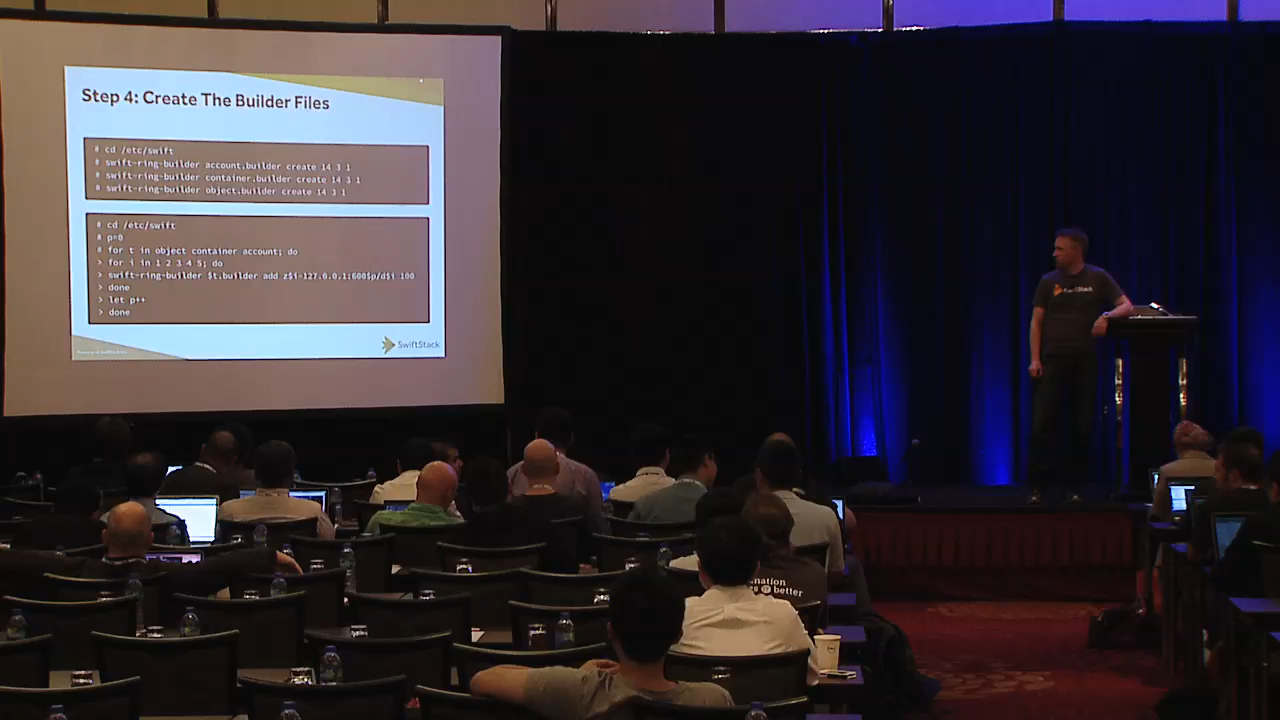 Step 4: Create The Builder Files
# cd /etc/swift
# swift-ring-builder account.builder create 14 3 1
# swift-ring-builder container.builder create 14 3 1
# swift-ring-builder object.builder create 14 3 1
# cd /etc/swift
# p=0
# for t in object container account; do
> for i in 1 2 3 4 5; do
> swift-ring-builder $t.builder add z$i-127.0.0.1:600$p/d$i 100
> done
> let p++
> done
SwiftStack
SwiftStack
nation
better